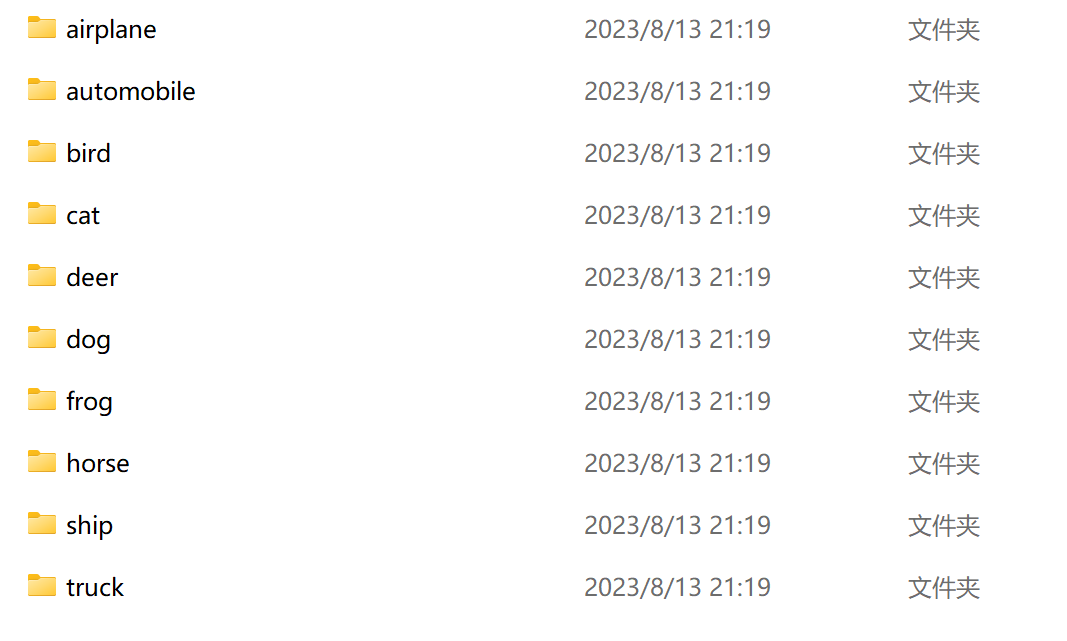 airplane 2023/8/13 21:19 文件夹
automobile 2023/8/13 21:19 文件夹
bird 2023/8/13 21:19 文件夹
cat 2023/8/13 21:19 文件夹
deer 2023/8/13 21:19 文件夹
dog 2023/8/13 21:19 文件夹
frog 2023/8/13 21:19 文件夹
horse 2023/8/13 21:19 文件夹
ship 2023/8/13 21:19 文件夹
truck 2023/8/13 21:19 文件夹